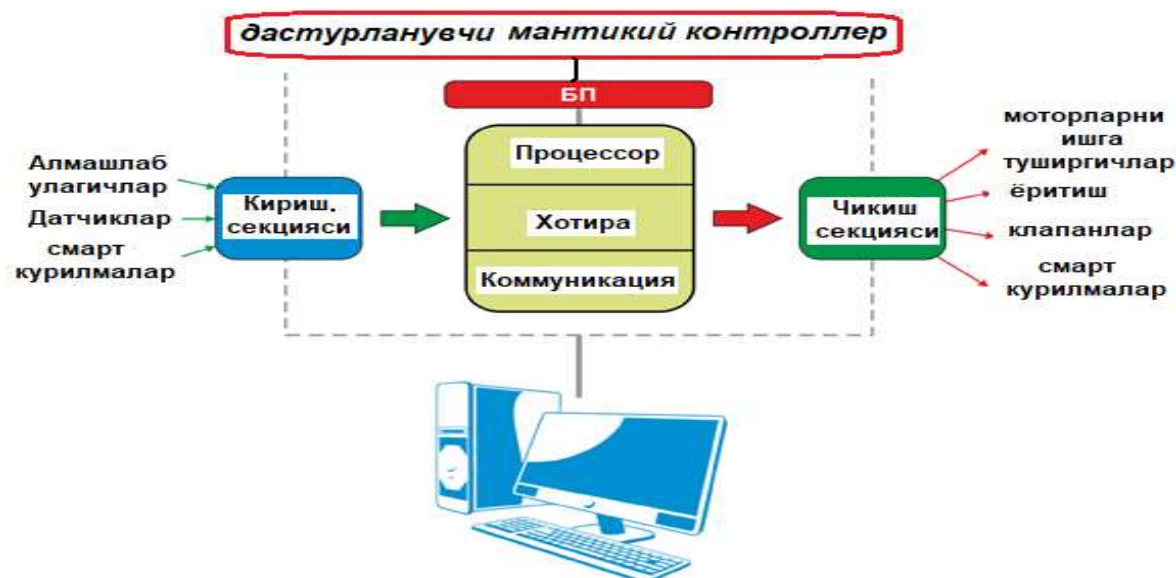 дастурланувчи мантикий контроллер
БП
Процессор
Хотира
Коммуникация
Алмашлаб
улагичлар
Датчиклар
смарт
курилмалар
Кириш.
секцияси
Чикиш
секцияси
моторларни
ишга
туширгичлар
ёритиш
клапанлар
смарт
курилмалар